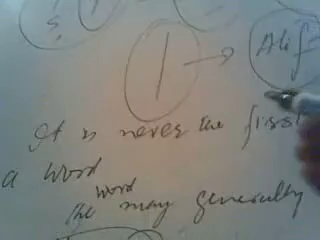 | → Alif
It is never the first
a word
word
the may generally